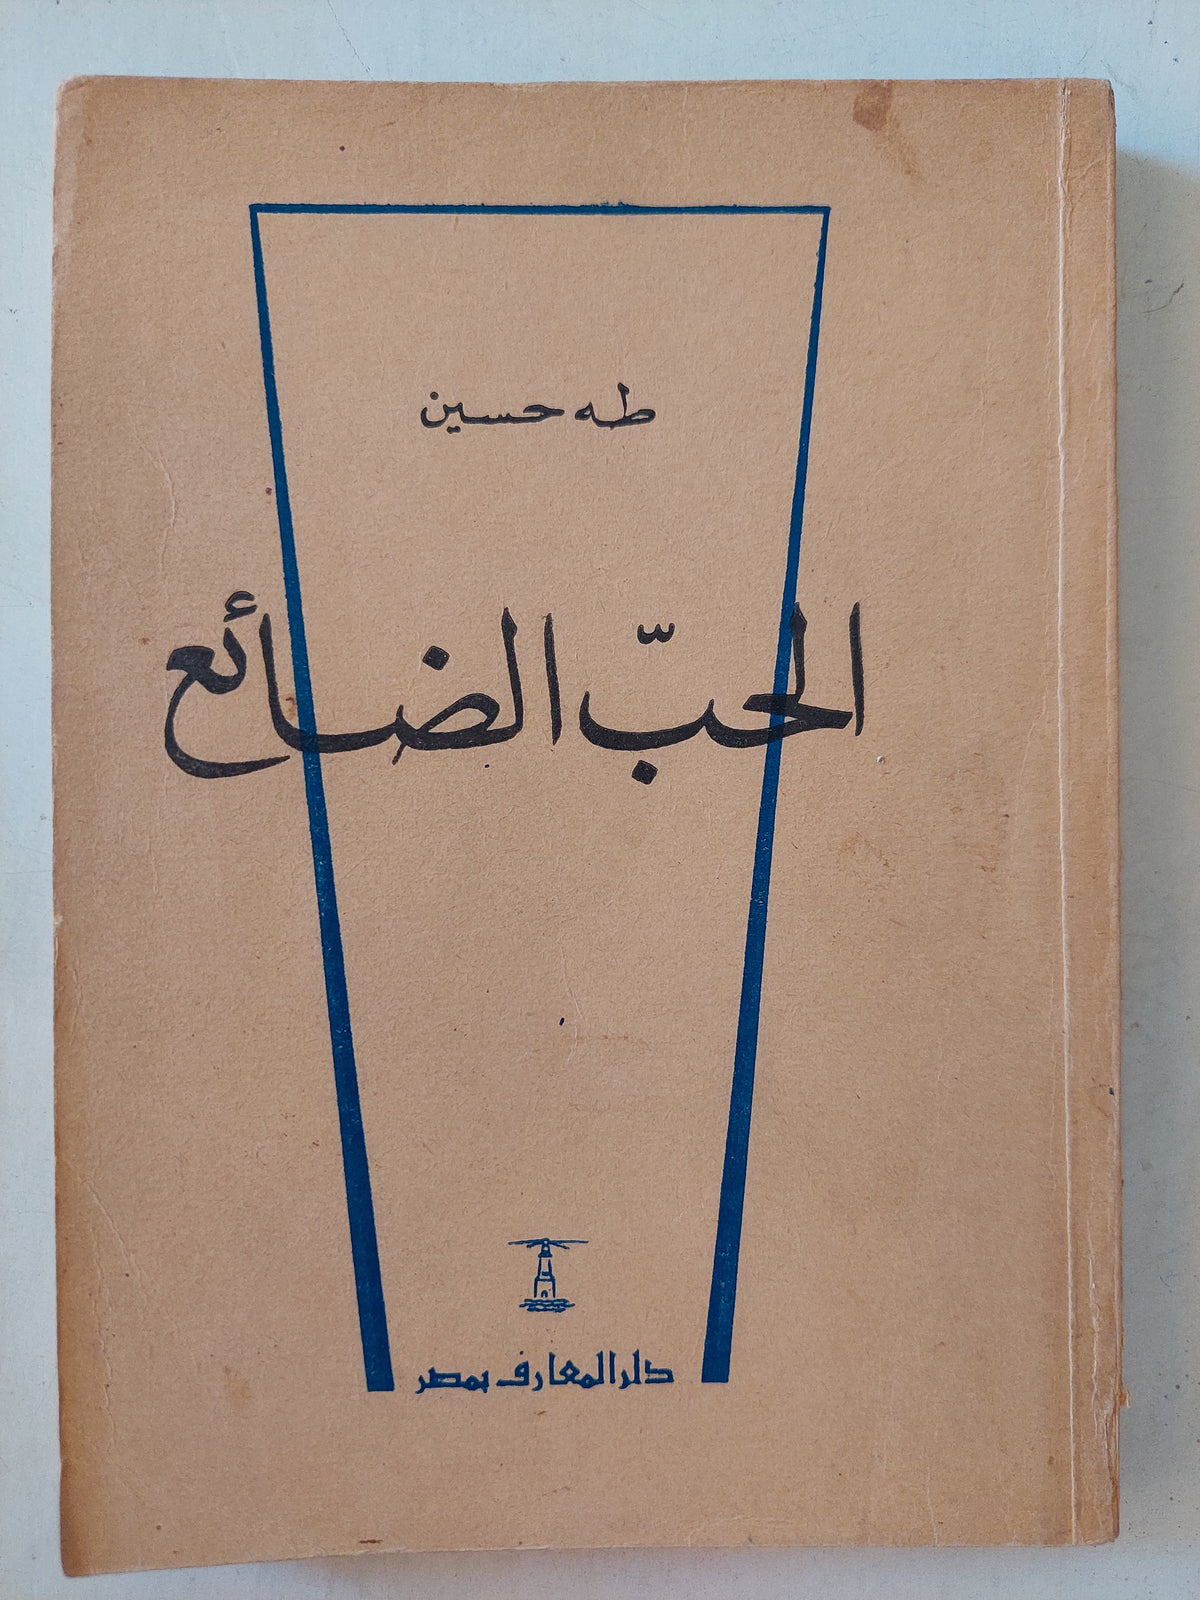 طه حسين
الحبّ الضائع
دار المعارف بمصر